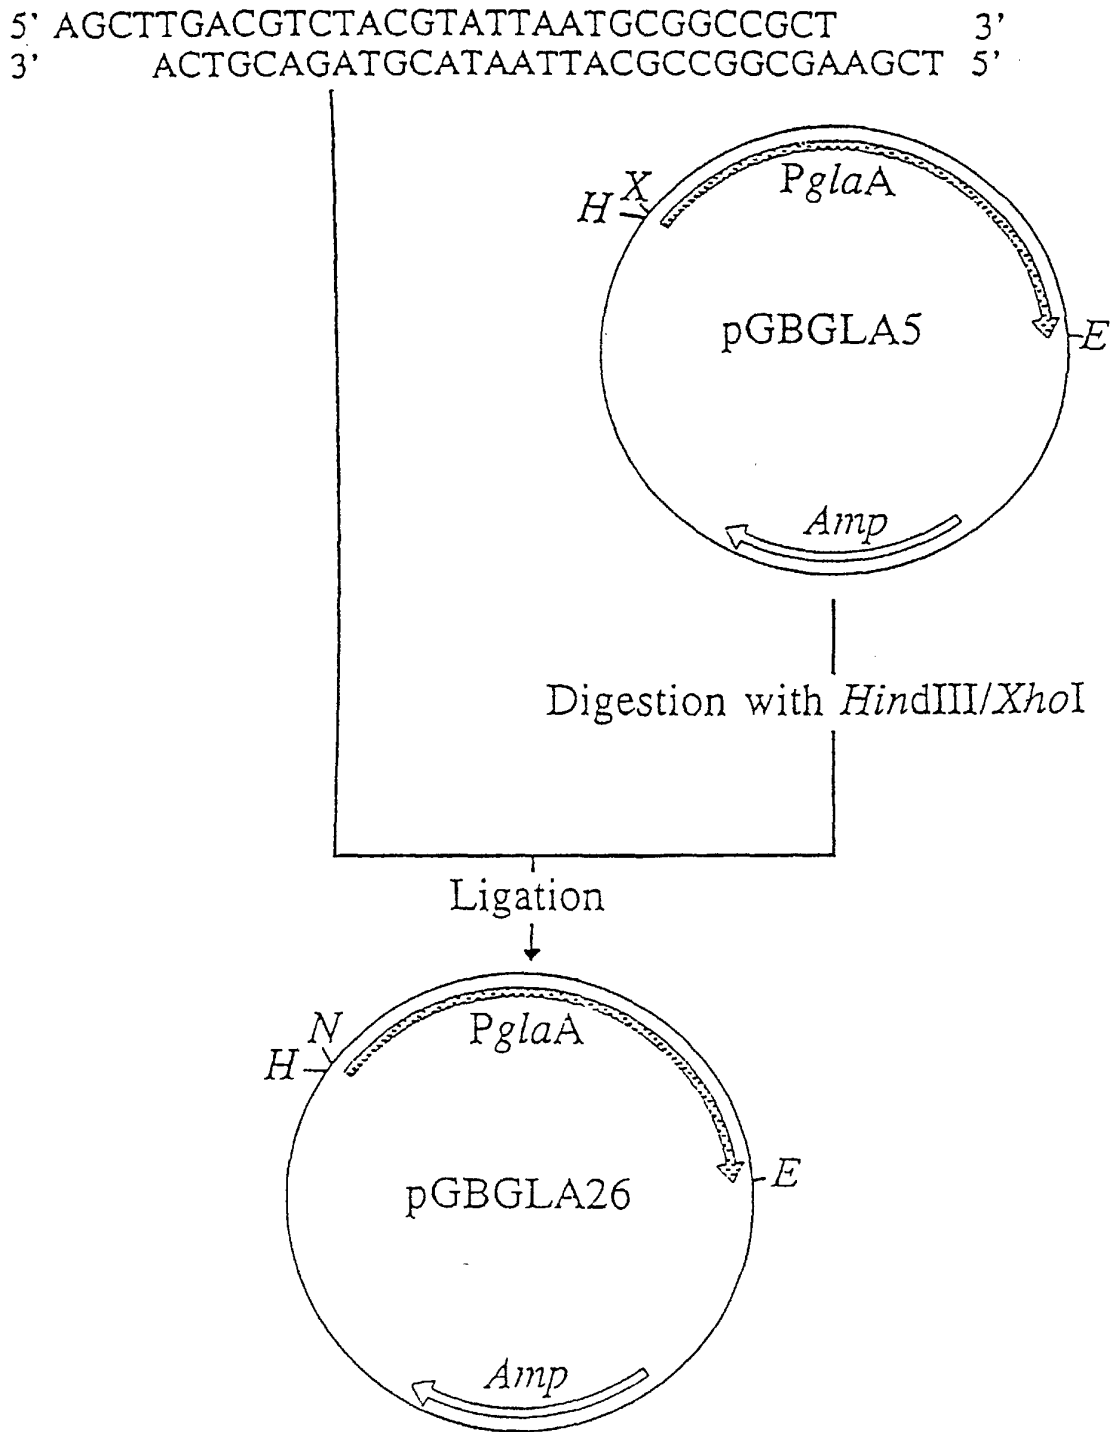 5' AGCTTGACGTCTACGTATTAATGCGGCCGCT 3'
3' ACTGCAGATGCATAATTACGCCGGCGAAGCT 5'
H X PglaA
pGBGLA5
E
Amp
Digestion with HindIII/XhoI
Ligation
H N PglaA
pGBGLA26
E
Amp